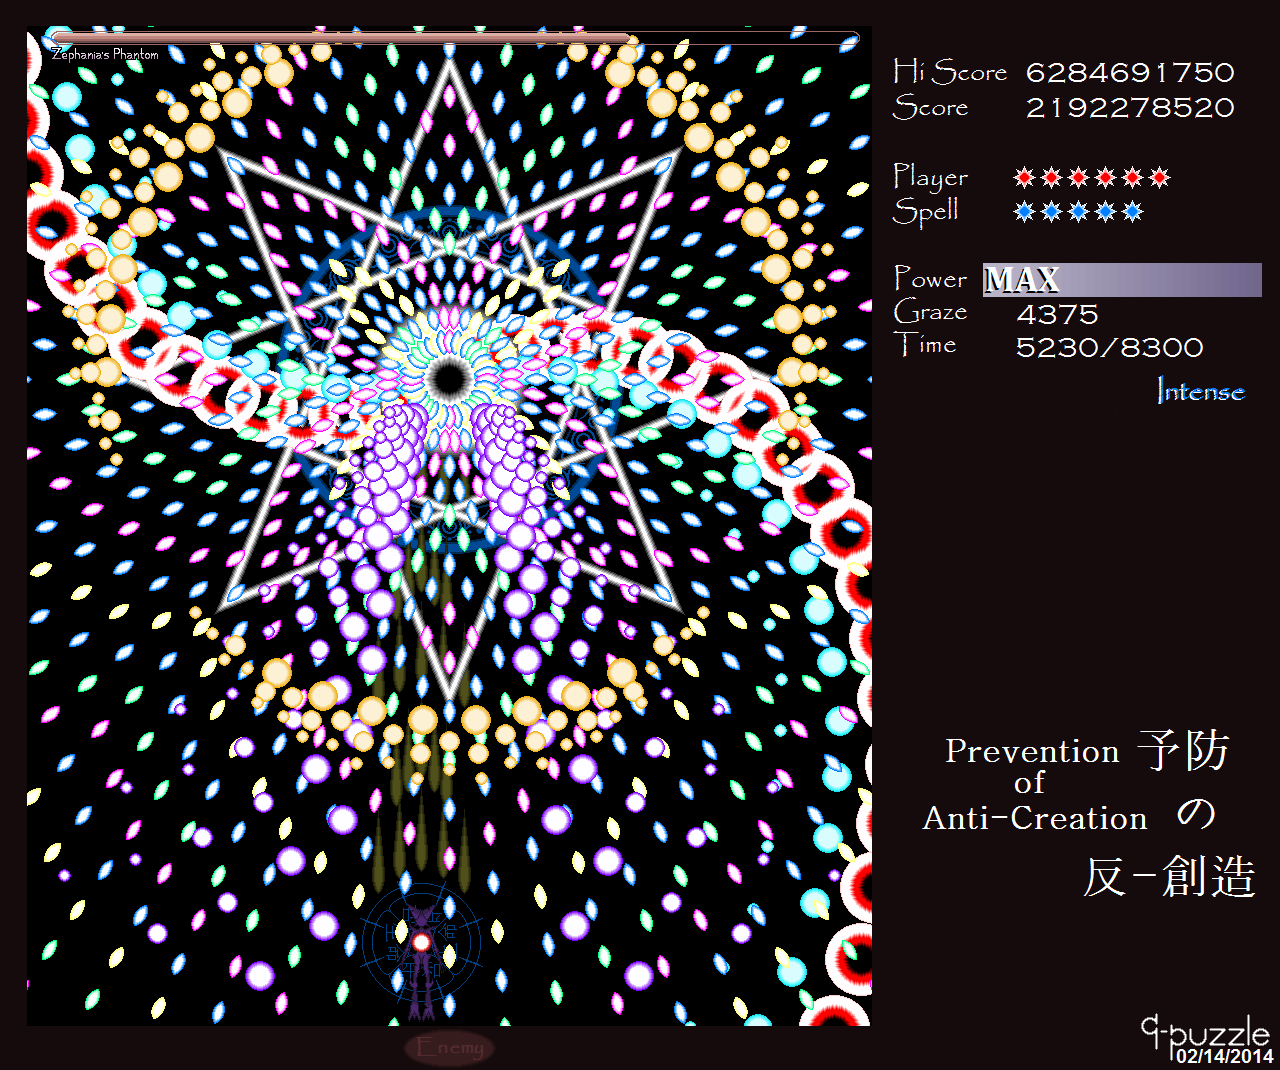 Zephania's Phantom
Hi Score 6284691750
Score 2192278520
Player
Spell
Power MAX
Graze 4375
Time 5230/8300
Intense
Prevention 予防
of
Anti-Creation の
反-創造
Enemy
q-puzzle
02/14/2014